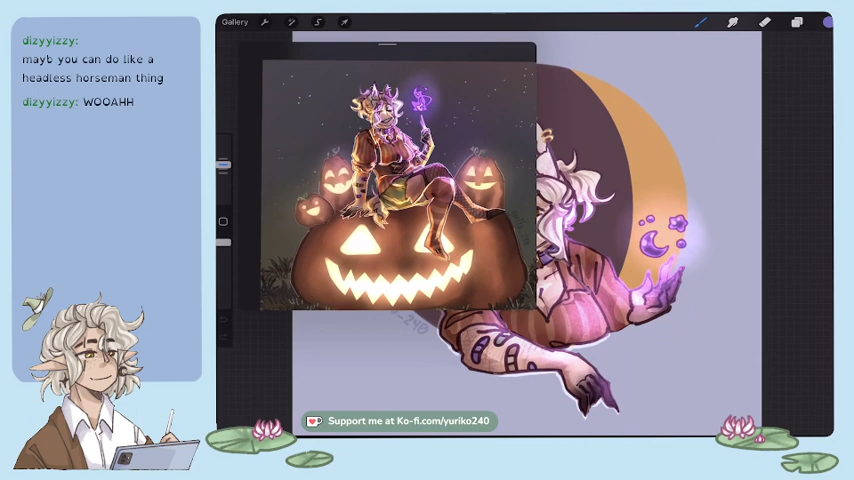 dizyyizzy:
mayb you can do like a
headless horseman thing
dizyyizzy: WOOAHH
Gallery
Support me at Ko-fi.com/yuriko240